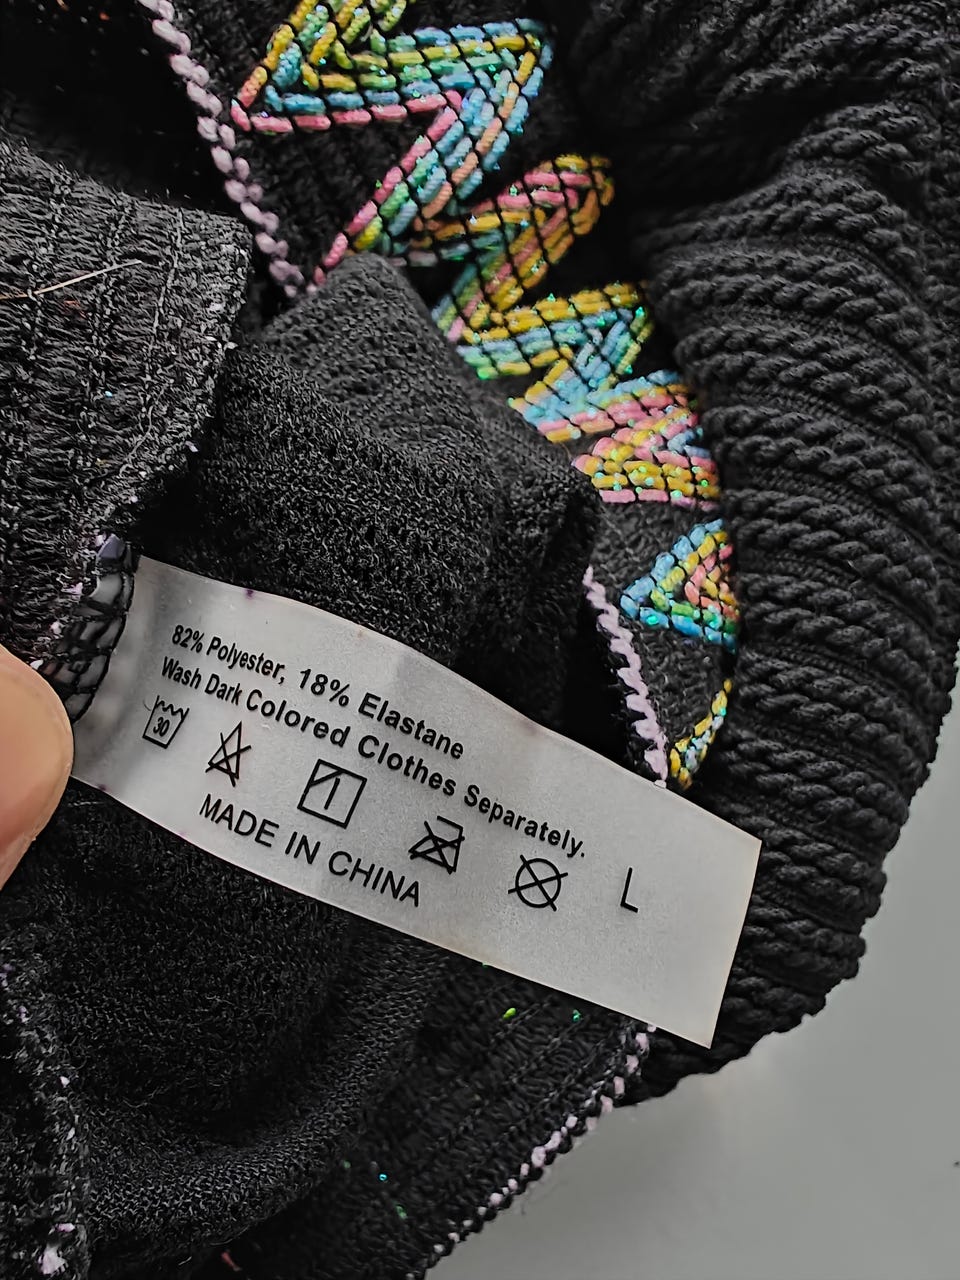 82% Polyester, 18% Elastane
Wash Dark Colored Clothes Separately.
30
MADE IN CHINA
L